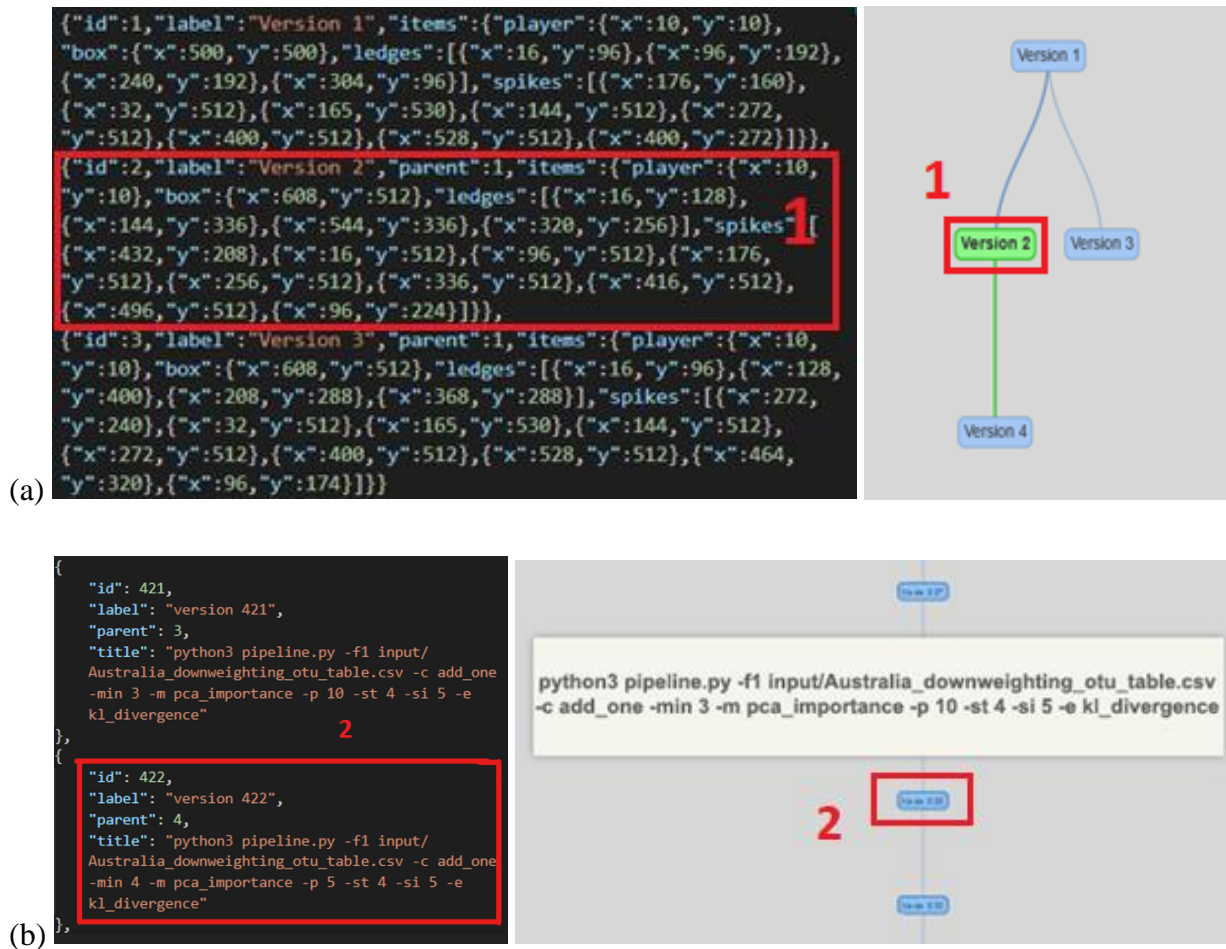 {"id":1,"label":"Version 1","items":{"player":{"x":10,"y":10},
"box":{"x":500,"y":500},"ledges":[{"x":16,"y":96},{"x":96,"y":192},
{"x":240,"y":192},{"x":304,"y":96}],"spikes":[{"x":176,"y":160},
{"x":32,"y":512},{"x":165,"y":530},{"x":144,"y":512},{"x":272,
"y":512},{"x":400,"y":512},{"x":528,"y":512},{"x":400,"y":272}]}},
{"id":2,"label":"Version 2","parent":1,"items":{"player":{"x":10,
"y":10},"box":{"x":608,"y":512},"ledges":[{"x":16,"y":128},
{"x":144,"y":336},{"x":544,"y":336},{"x":320,"y":256}],"spikes":[
{"x":432,"y":208},{"x":16,"y":512},{"x":96,"y":512},{"x":176,
"y":512},{"x":256,"y":512},{"x":336,"y":512},{"x":416,"y":512},
{"x":496,"y":512},{"x":96,"y":224}]}},
{"id":3,"label":"Version 3","parent":1,"items":{"player":{"x":10,
"y":10},"box":{"x":608,"y":512},"ledges":[{"x":16,"y":96},{"x":128,
"y":400},{"x":208,"y":288},{"x":368,"y":288}],"spikes":[{"x":272,
"y":240},{"x":32,"y":512},{"x":165,"y":530},{"x":144,"y":512},
{"x":272,"y":512},{"x":400,"y":512},{"x":528,"y":512},{"x":464,
"y":320},{"x":96,"y":174}]}}
1
Version 1
1
Version 2
Version 3
Version 4
(a)
{
"id": 421,
"label": "version 421",
"parent": 3,
"title": "python3 pipeline.py -f1 input/
Australia_downweighting_otu_table.csv -c add_one
-min 3 -m pca_importance -p 10 -st 4 -si 5 -e
kl_divergence"
},
2
{
"id": 422,
"label": "version 422",
"parent": 4,
"title": "python3 pipeline.py -f1 input/
Australia_downweighting_otu_table.csv -c add_one
-min 4 -m pca_importance -p 5 -st 4 -si 5 -e
kl_divergence"
},
python3 pipeline.py -f1 input/Australia_downweighting_otu_table.csv
-c add_one -min 3 -m pca_importance -p 10 -st 4 -si 5 -e kl_divergence
2
(b)